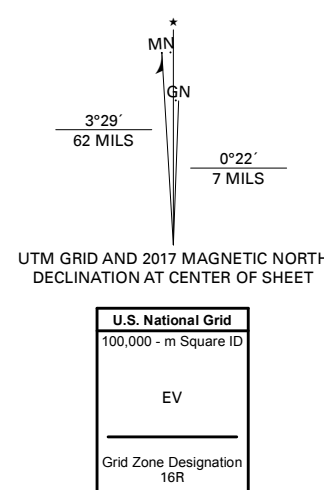 ★
MN
GN
3°29´
62 MILS
0°22´
7 MILS
UTM GRID AND 2017 MAGNETIC NORTH
DECLINATION AT CENTER OF SHEET
U.S. National Grid
100,000 - m Square ID
EV
Grid Zone Designation
16R